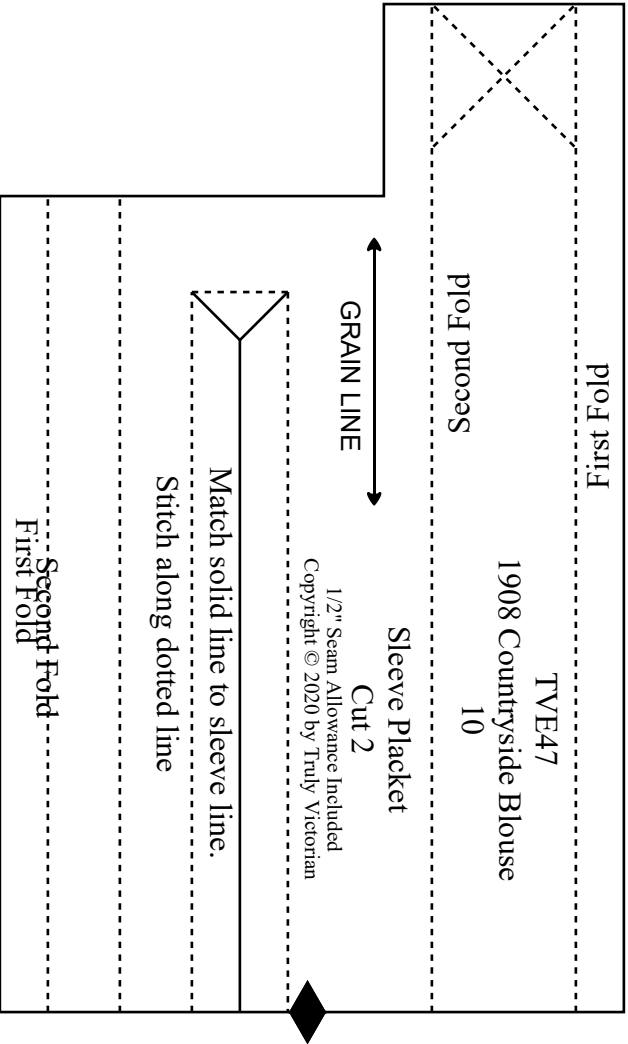 First Fold
TVE47
1908 Countryside Blouse
10
Second Fold
Sleeve Placket
Cut 2
GRAIN LINE
1/2" Seam Allowance Included
Copyright © 2020 by Truly Victorian
Match solid line to sleeve line.
Stitch along dotted line
Second Fold
First Fold